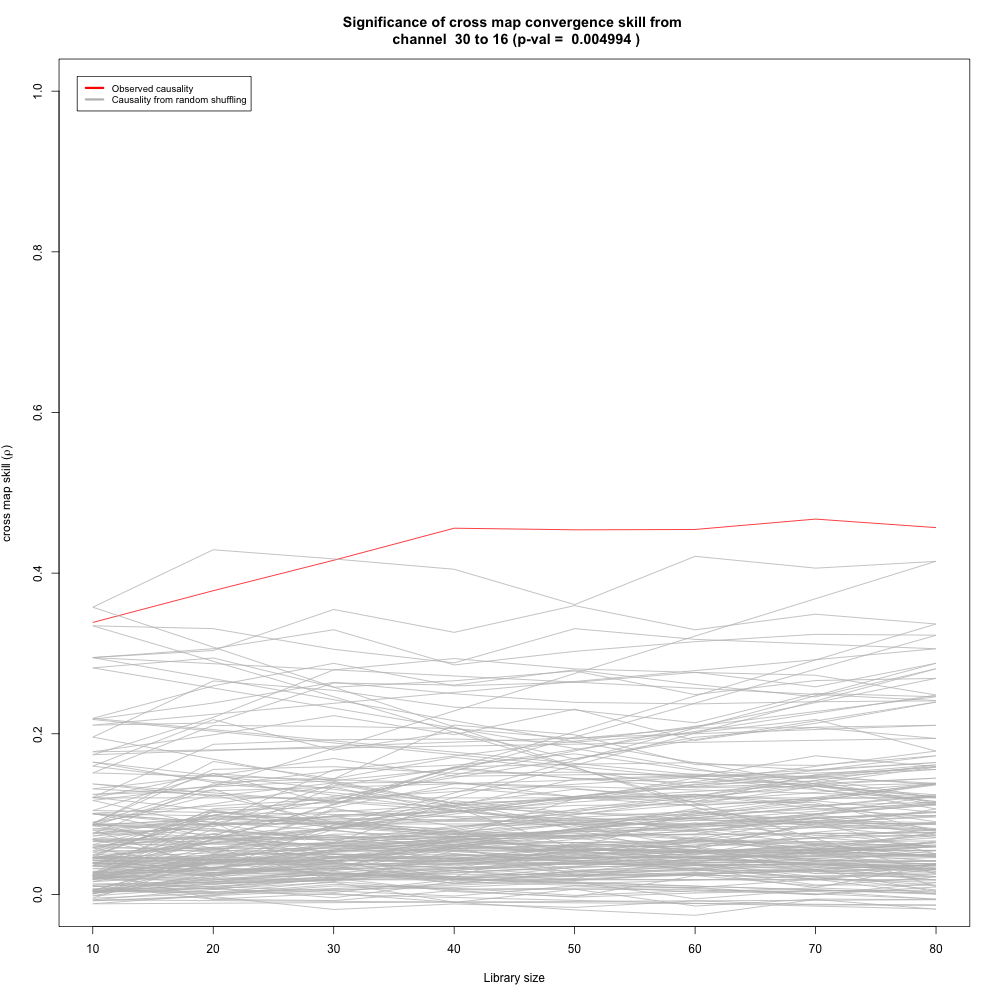 Significance of cross map convergence skill from
channel  30 to 16 (p-val =  0.004994 )
Observed causality
Causality from random shuffling
cross map skill (ρ)
1.0
0.8
0.6
0.4
0.2
0.0
10 20 30 40 50 60 70 80
Library size